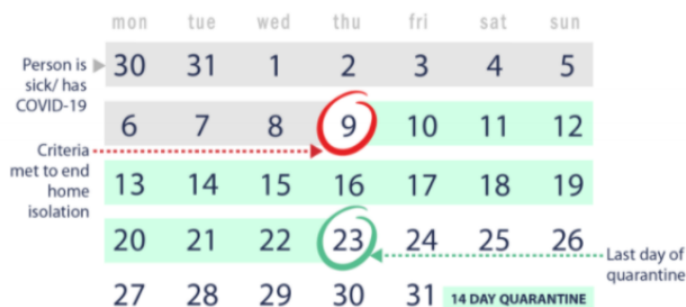 mon tue wed thu fri sat sun
Person is
sick/ has
COVID-19
30 31 1 2 3 4 5
6 7 8 9 10 11 12
Criteria
met to end
home
isolation
13 14 15 16 17 18 19
20 21 22 23 24 25 26
Last day of
quarantine
27 28 29 30 31 14 DAY QUARANTINE